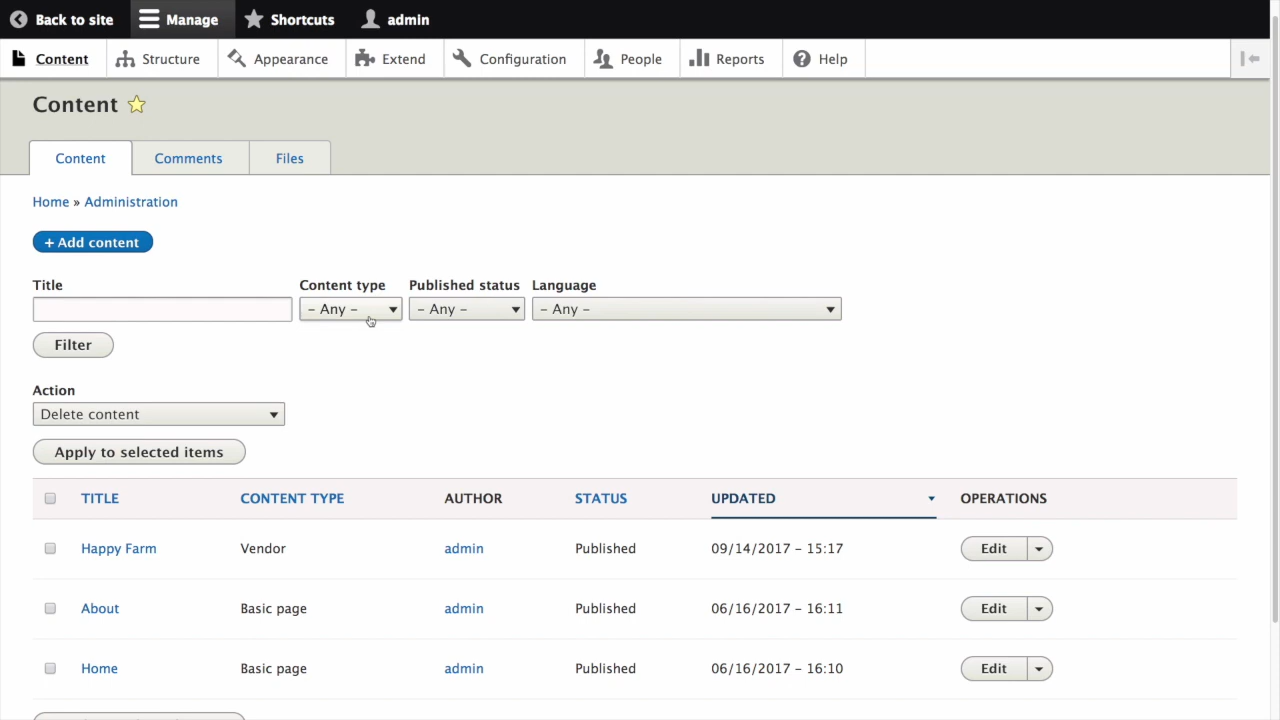 Back to site Manage Shortcuts admin
Content Structure Appearance Extend Configuration People Reports Help
Content
Content Comments Files
Home » Administration
+ Add content
Title Content type Published status Language
– Any – – Any – – Any –
Filter
Action
Delete content
Apply to selected items
TITLE CONTENT TYPE AUTHOR STATUS UPDATED OPERATIONS
Happy Farm Vendor admin Published 09/14/2017 – 15:17 Edit
About Basic page admin Published 06/16/2017 – 16:11 Edit
Home Basic page admin Published 06/16/2017 – 16:10 Edit